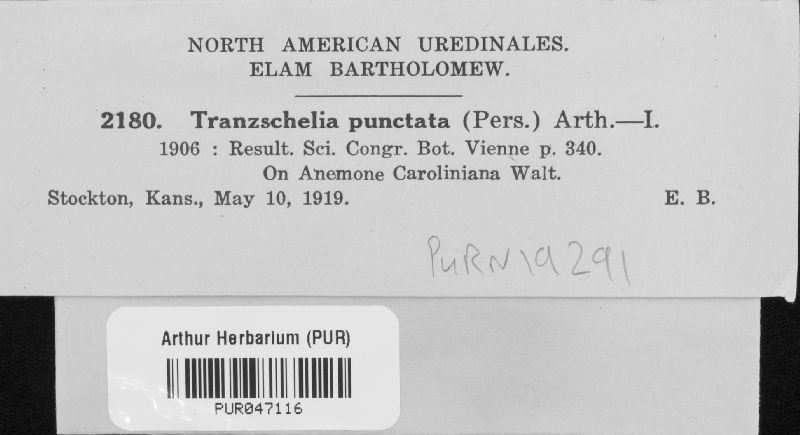 NORTH AMERICAN UREDINALES.
ELAM BARTHOLOMEW.
2180. Tranzschelia punctata (Pers.) Arth.—I.
1906 : Result. Sci. Congr. Bot. Vienne p. 340.
On Anemone Caroliniana Walt.
Stockton, Kans., May 10, 1919. E. B.
PURN19291
Arthur Herbarium (PUR)
PUR047116